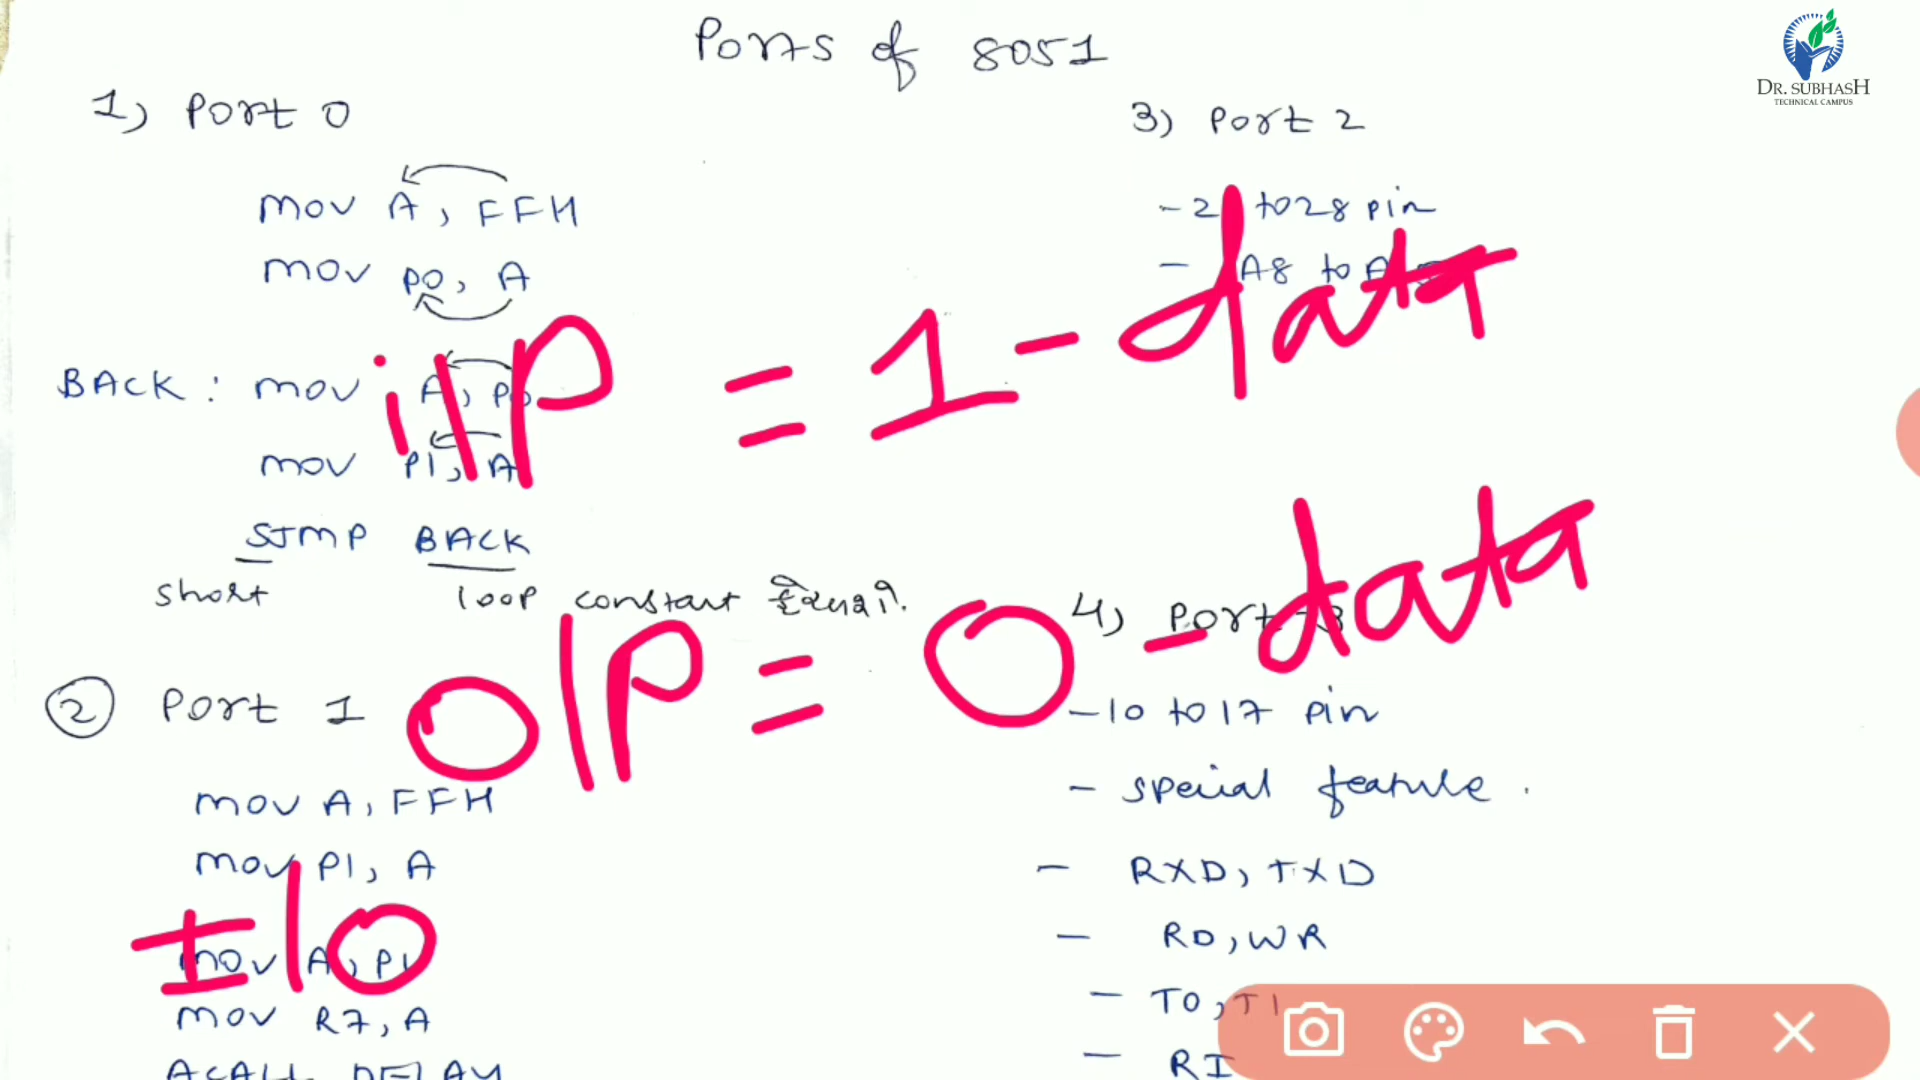 Ports of 8051
DR. SUBHASH
TECHNICAL CAMPUS
1) Port 0
mov A, FFH
mov P0, A
BACK: mov A, P0
mov P1, A
SJMP BACK
short loop constant
2 Port 1
mov A, FFH
mov P1, A
mov A, P1
mov R7, A
ACALL DELAY
3) Port 2
- 2 to 28 pin
- A8 to A
4) Port 3
- 10 to 17 pin
- special feature.
- RXD, TXD
- RD, WR
- T0, T1
- RI
i/P = 1 - data
O/P = 0 - data
I/O